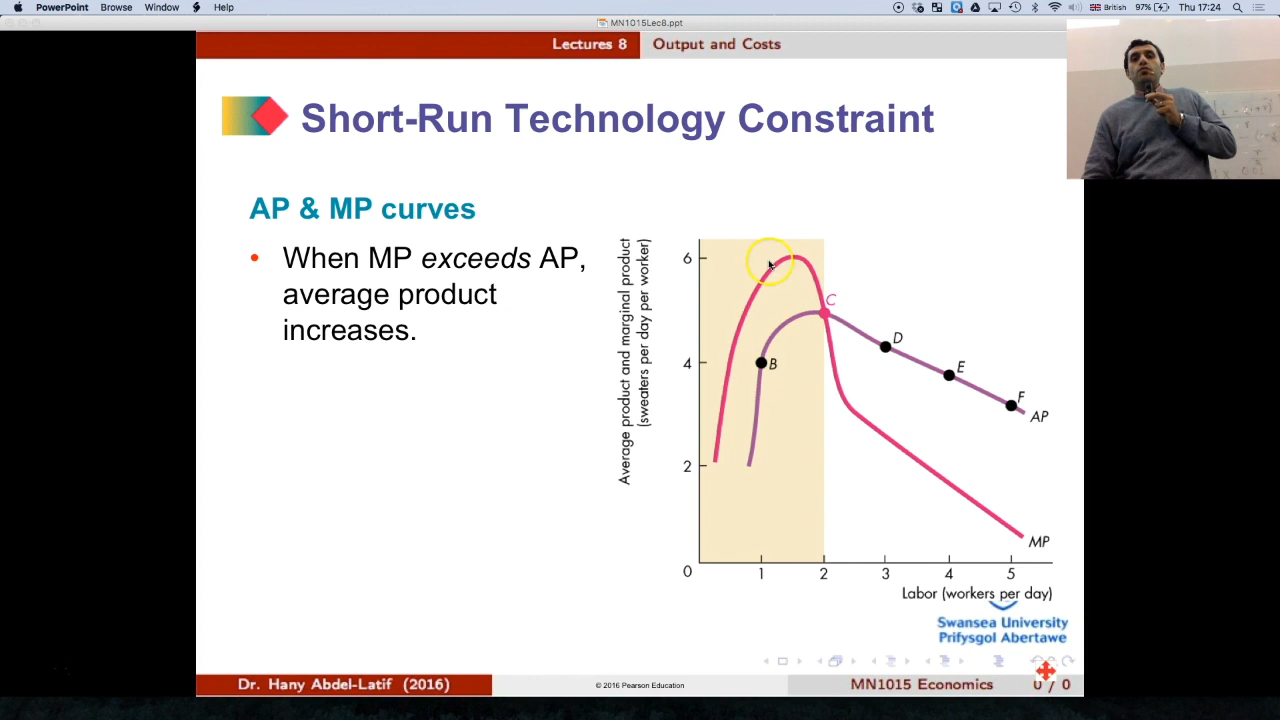 PowerPoint Browse Window Help
British 97% Thu 17:24
MN1015Lec8.ppt
Lectures 8 Output and Costs
Short-Run Technology Constraint
AP & MP curves
• When MP exceeds AP,
average product
increases.
Average product and marginal product
(sweaters per day per worker)
6
4
2
0
1 2 3 4 5
B
C
D
E
F
AP
MP
Labor (workers per day)
Swansea University
Prifysgol Abertawe
Dr. Hany Abdel-Latif (2016) © 2016 Pearson Education MN1015 Economics 0 / 0